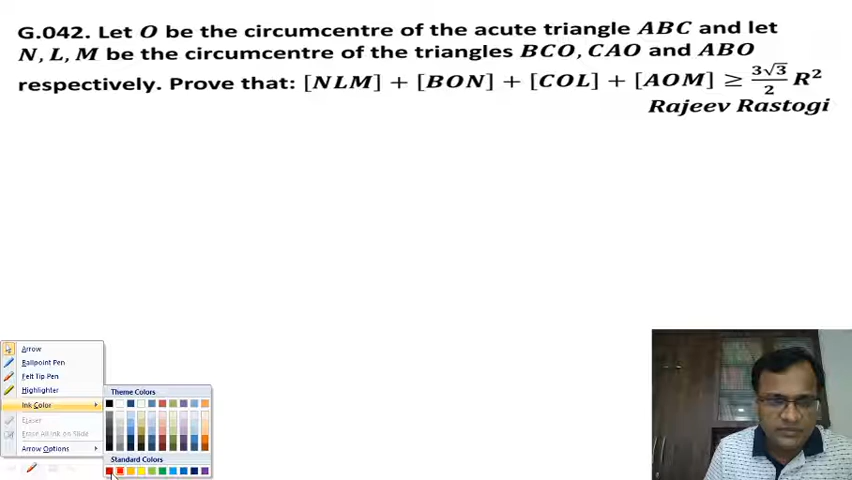 G.042. Let O be the circumcentre of the acute triangle ABC and let
N, L, M be the circumcentre of the triangles BCO, CAO and ABO
respectively. Prove that: [NLM] + [BON] + [COL] + [AOM] ≥ 3√3/2 R²
Rajeev Rastogi
Arrow
Ballpoint Pen
Felt Tip Pen
Highlighter
Ink Color
Eraser
Erase All Ink on Slide
Arrow Options
Theme Colors
Standard Colors